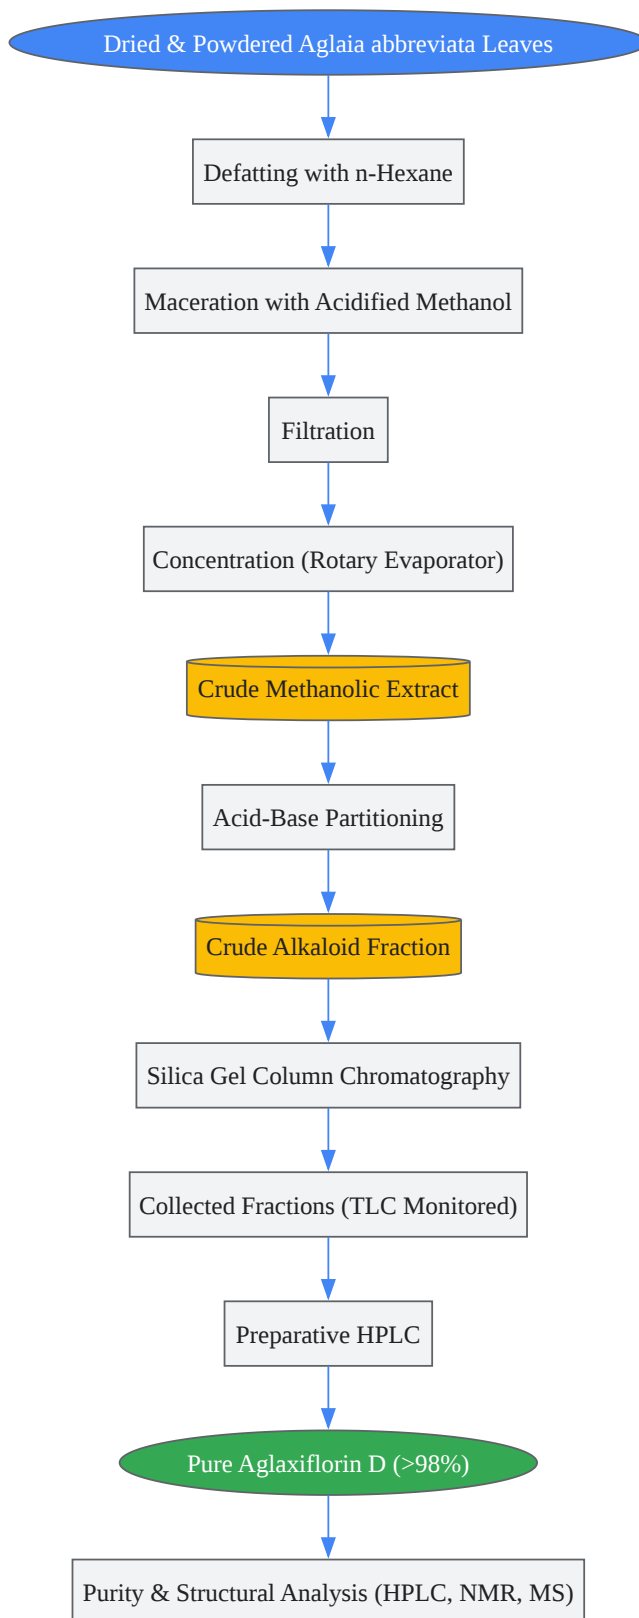 Dried & Powdered Aglaia abbreviata Leaves
Defatting with n-Hexane
Maceration with Acidified Methanol
Filtration
Concentration (Rotary Evaporator)
Crude Methanolic Extract
Acid-Base Partitioning
Crude Alkaloid Fraction
Silica Gel Column Chromatography
Collected Fractions (TLC Monitored)
Preparative HPLC
Pure Aglaxiflorin D (>98%)
Purity & Structural Analysis (HPLC, NMR, MS)